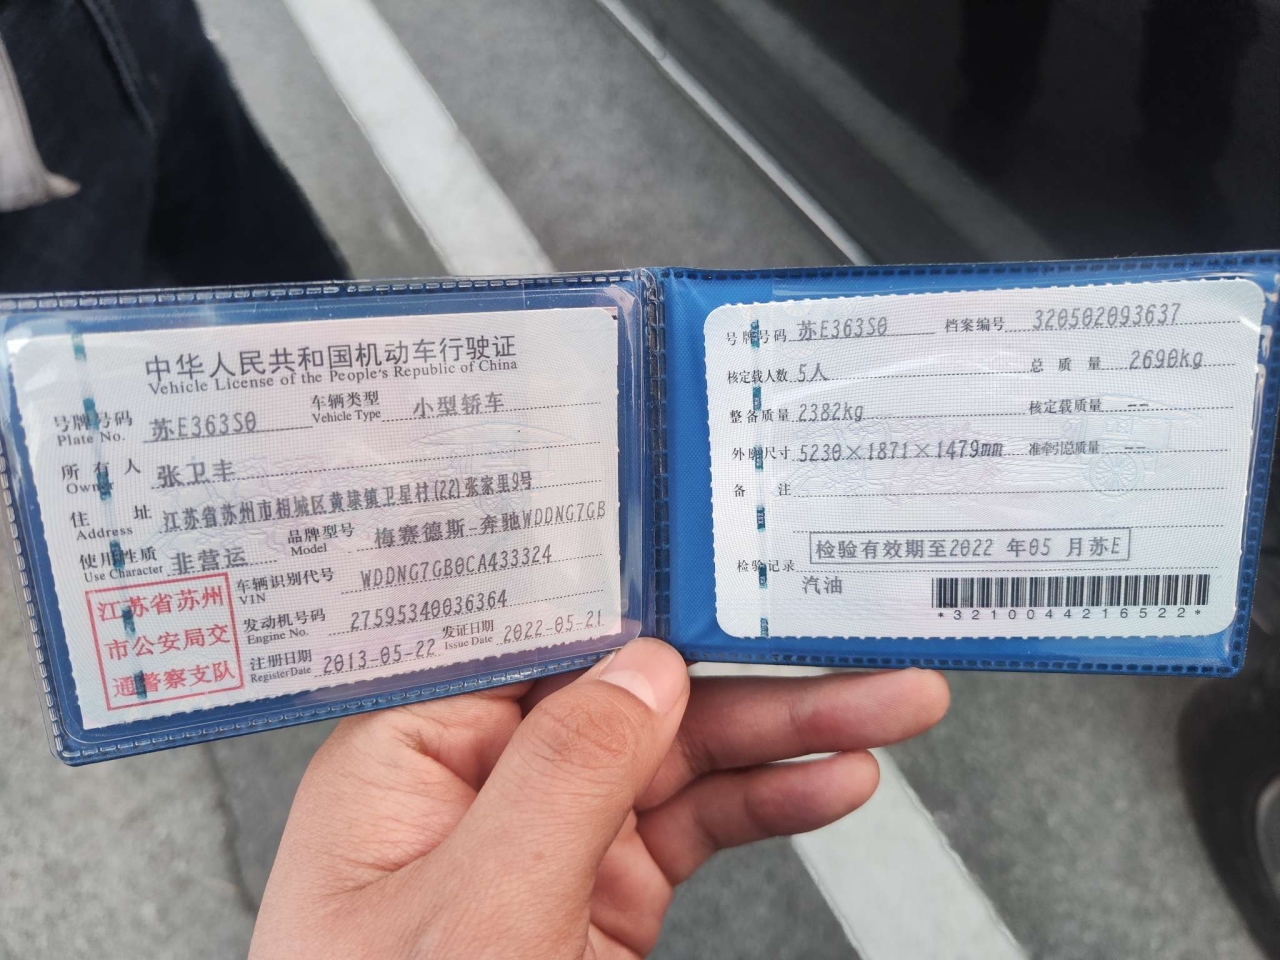 中华人民共和国机动车行驶证
Vehicle License of the People's Republic of China
号牌号码 苏E363S0 车辆类型 小型轿车
Plate No. Vehicle Type
所有人 张卫丰
Owner
住址 江苏省苏州市相城区黄埭镇卫星村(22)张家里9号
Address
使用性质 非营运 品牌型号 梅赛德斯-奔驰WDDNG7GB
Use Character Model
江苏省苏州
市公安局交
通警察支队
车辆识别代号 WDDNG7GB0CA433324
VIN
发动机号码 27595340036364
Engine No.
注册日期 2013-05-22 发证日期 2022-05-21
Register Date Issue Date
号牌号码 苏E363S0 档案编号 320502093637
核定载人数 5人 总质量 2690kg
整备质量 2382kg 核定载质量 --
外廓尺寸 5230×1871×1479mm 准牵引总质量 --
备注
检验有效期至2022 年05 月苏E
检验记录
汽油
*3210044216522*